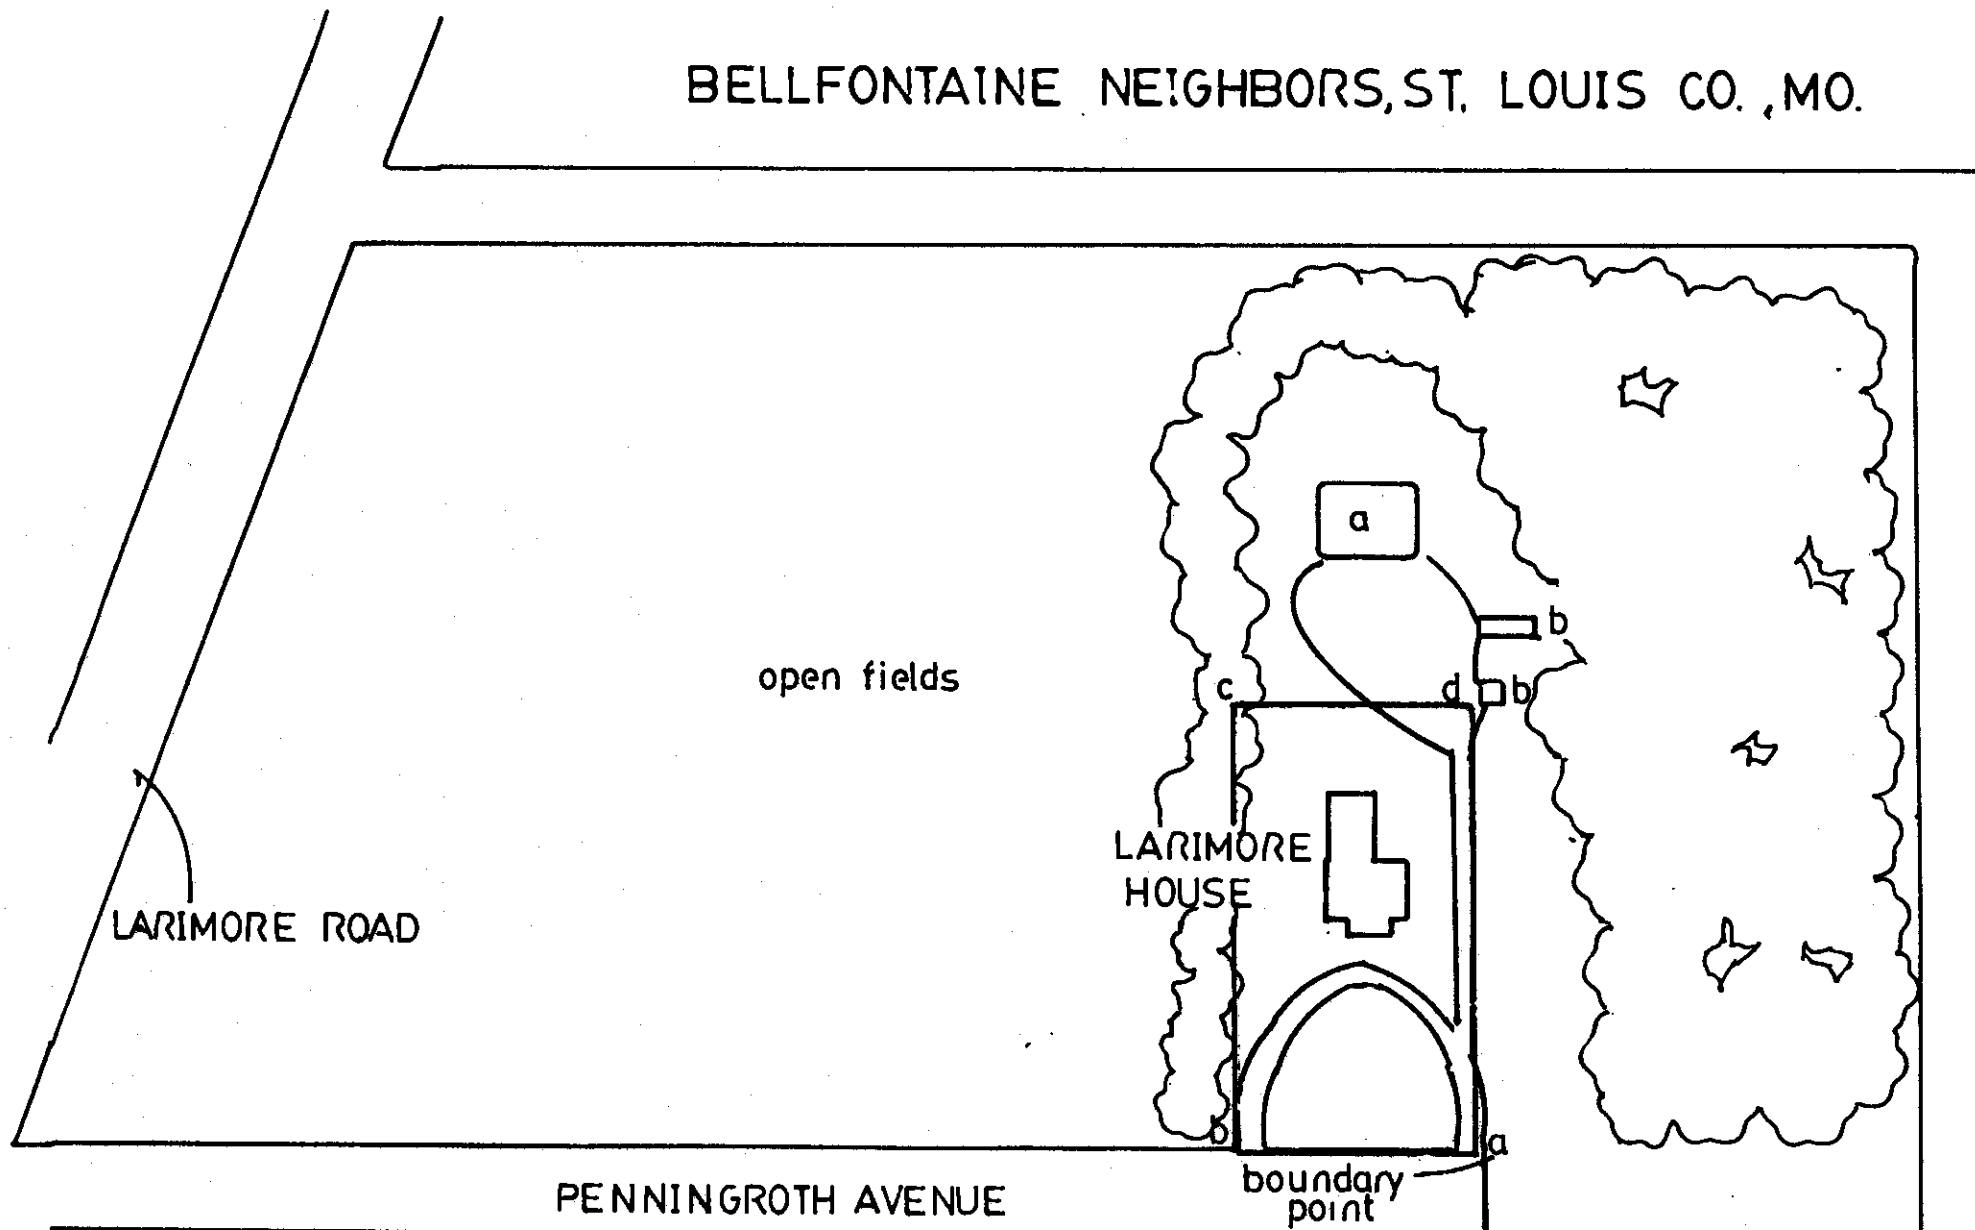 BELLFONTAINE NEIGHBORS, ST. LOUIS CO., MO.
a
b
open fields
c
d
b
LARIMORE
HOUSE
LARIMORE ROAD
b
a
boundary
point
PENNINGROTH AVENUE